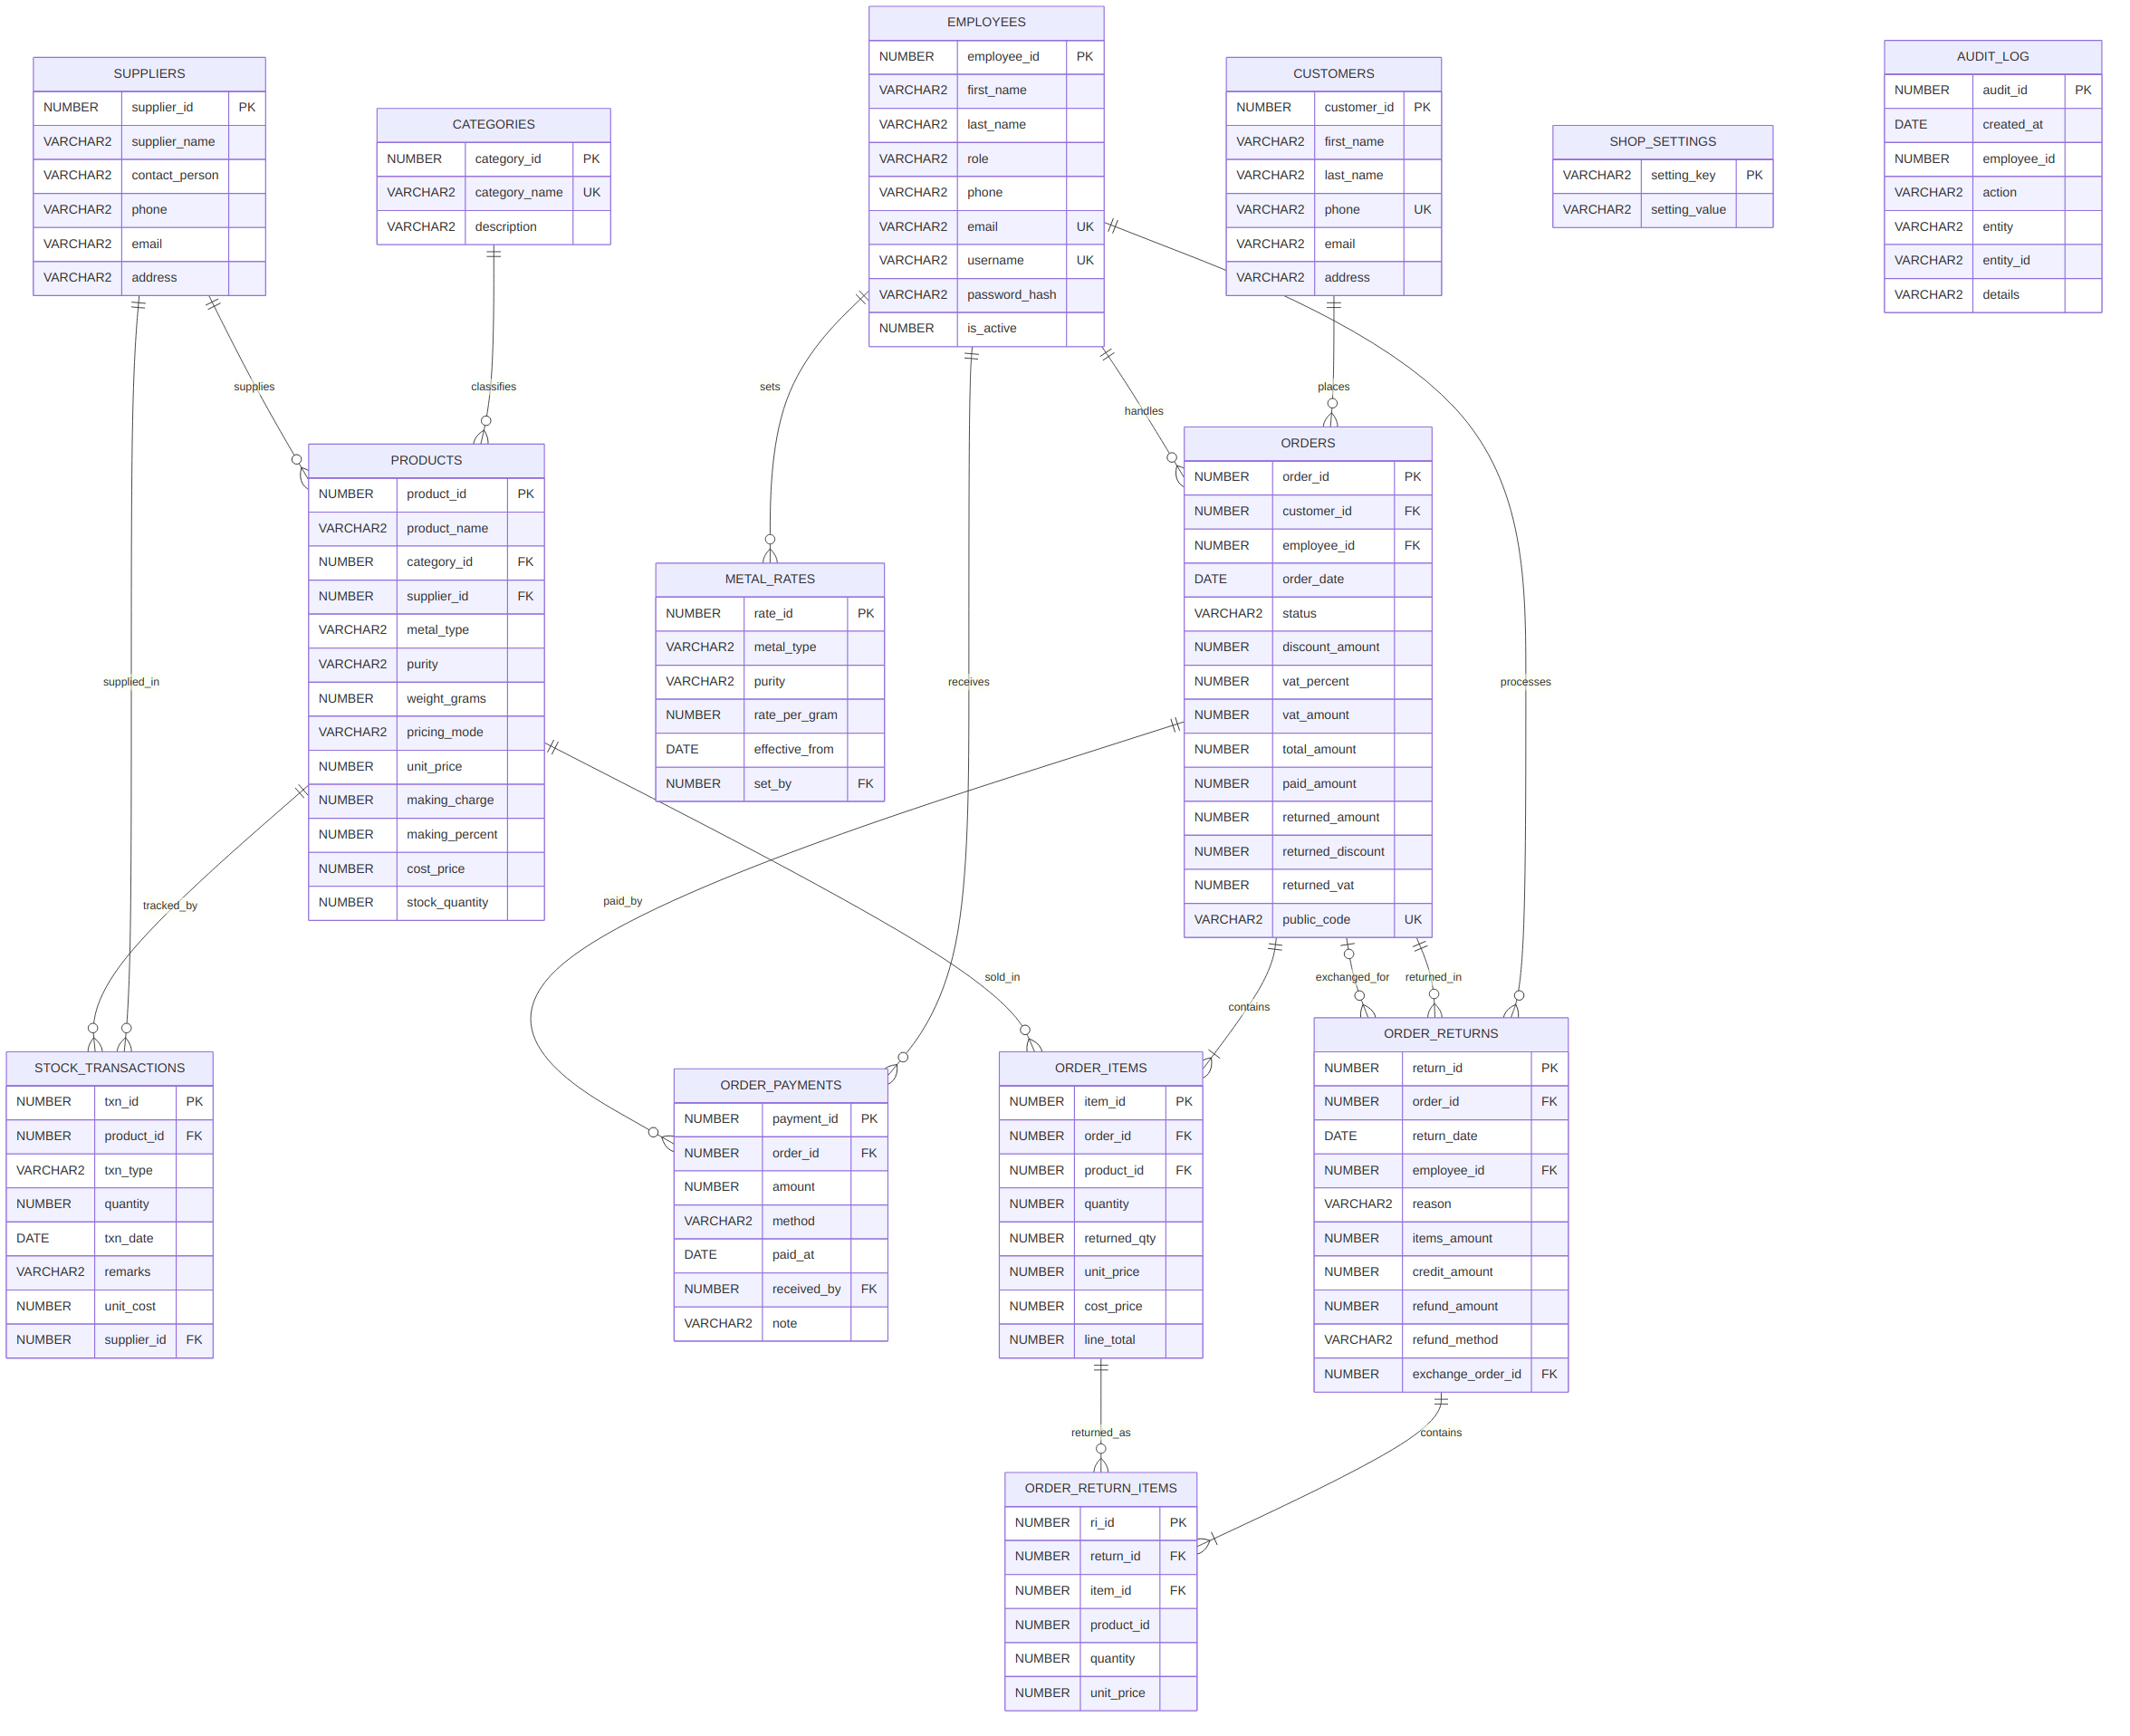 SUPPLIERS
NUMBER supplier_id PK
VARCHAR2 supplier_name
VARCHAR2 contact_person
VARCHAR2 phone
VARCHAR2 email
VARCHAR2 address
CATEGORIES
NUMBER category_id PK
VARCHAR2 category_name UK
VARCHAR2 description
EMPLOYEES
NUMBER employee_id PK
VARCHAR2 first_name
VARCHAR2 last_name
VARCHAR2 role
VARCHAR2 phone
VARCHAR2 email UK
VARCHAR2 username UK
VARCHAR2 password_hash
NUMBER is_active
CUSTOMERS
NUMBER customer_id PK
VARCHAR2 first_name
VARCHAR2 last_name
VARCHAR2 phone UK
VARCHAR2 email
VARCHAR2 address
SHOP_SETTINGS
VARCHAR2 setting_key PK
VARCHAR2 setting_value
AUDIT_LOG
NUMBER audit_id PK
DATE created_at
NUMBER employee_id
VARCHAR2 action
VARCHAR2 entity
VARCHAR2 entity_id
VARCHAR2 details
supplies
classifies
sets
handles
places
PRODUCTS
NUMBER product_id PK
VARCHAR2 product_name
NUMBER category_id FK
NUMBER supplier_id FK
VARCHAR2 metal_type
VARCHAR2 purity
NUMBER weight_grams
VARCHAR2 pricing_mode
NUMBER unit_price
NUMBER making_charge
NUMBER making_percent
NUMBER cost_price
NUMBER stock_quantity
METAL_RATES
NUMBER rate_id PK
VARCHAR2 metal_type
VARCHAR2 purity
NUMBER rate_per_gram
DATE effective_from
NUMBER set_by FK
ORDERS
NUMBER order_id PK
NUMBER customer_id FK
NUMBER employee_id FK
DATE order_date
VARCHAR2 status
NUMBER discount_amount
NUMBER vat_percent
NUMBER vat_amount
NUMBER total_amount
NUMBER paid_amount
NUMBER returned_amount
NUMBER returned_discount
NUMBER returned_vat
VARCHAR2 public_code UK
supplied_in
receives
processes
tracked_by
paid_by
sold_in
exchanged_for
returned_in
contains
STOCK_TRANSACTIONS
NUMBER txn_id PK
NUMBER product_id FK
VARCHAR2 txn_type
NUMBER quantity
DATE txn_date
VARCHAR2 remarks
NUMBER unit_cost
NUMBER supplier_id FK
ORDER_PAYMENTS
NUMBER payment_id PK
NUMBER order_id FK
NUMBER amount
VARCHAR2 method
DATE paid_at
NUMBER received_by FK
VARCHAR2 note
ORDER_ITEMS
NUMBER item_id PK
NUMBER order_id FK
NUMBER product_id FK
NUMBER quantity
NUMBER returned_qty
NUMBER unit_price
NUMBER cost_price
NUMBER line_total
ORDER_RETURNS
NUMBER return_id PK
NUMBER order_id FK
DATE return_date
NUMBER employee_id FK
VARCHAR2 reason
NUMBER items_amount
NUMBER credit_amount
NUMBER refund_amount
VARCHAR2 refund_method
NUMBER exchange_order_id FK
returned_as
contains
ORDER_RETURN_ITEMS
NUMBER ri_id PK
NUMBER return_id FK
NUMBER item_id FK
NUMBER product_id
NUMBER quantity
NUMBER unit_price